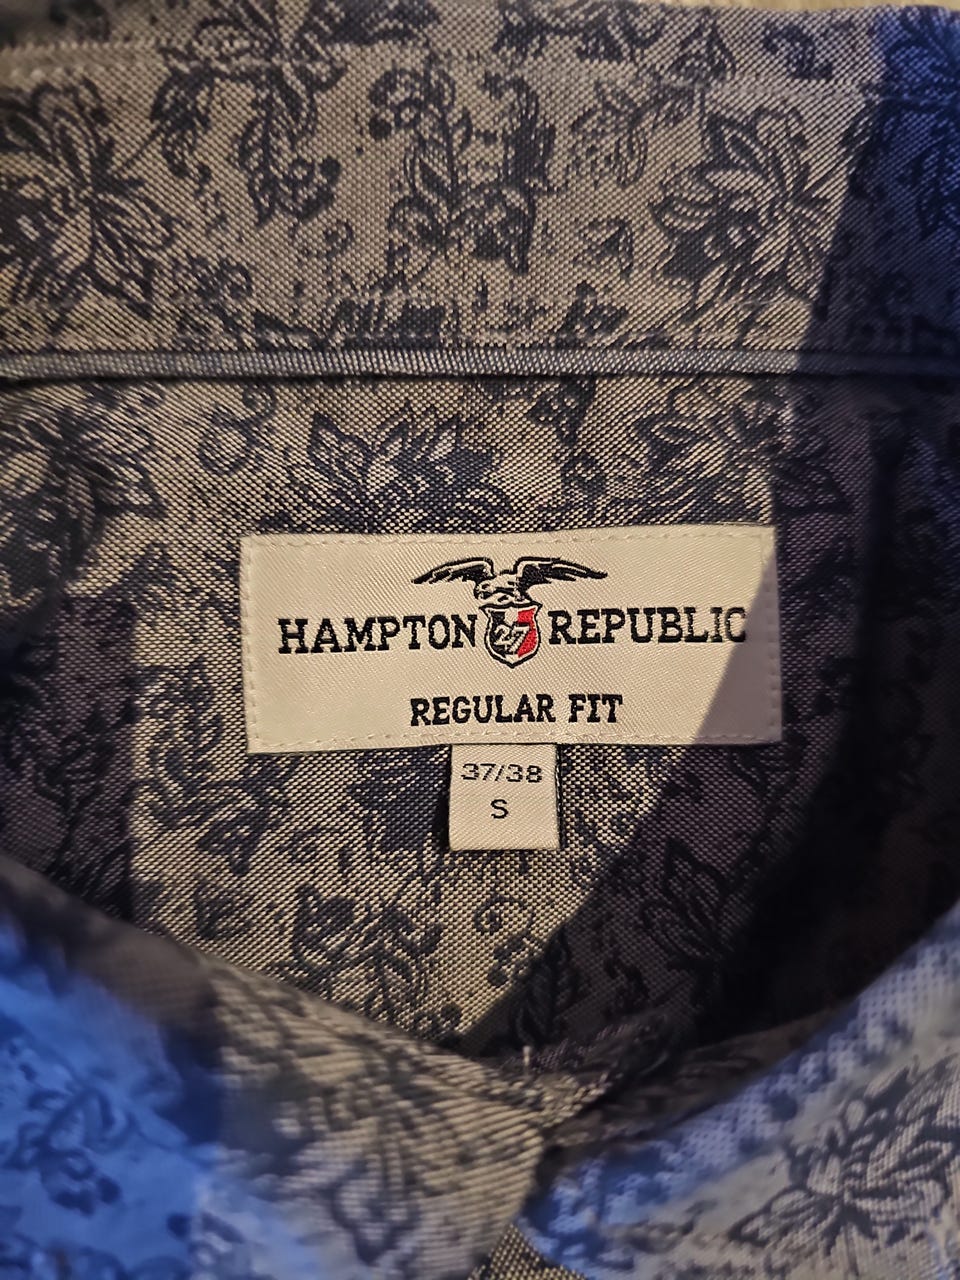 HAMPTON 27 REPUBLIC
REGULAR FIT
37/38
S